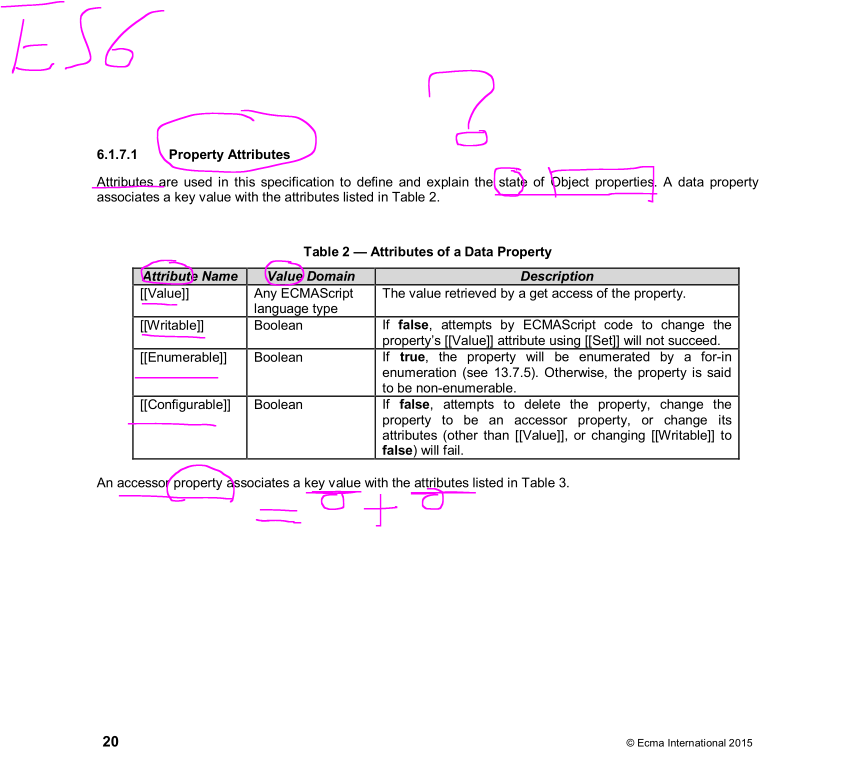 ES6
?
6.1.7.1 Property Attributes
Attributes are used in this specification to define and explain the state of Object properties. A data property
associates a key value with the attributes listed in Table 2.
Table 2 — Attributes of a Data Property
Attribute Name Value Domain Description
[[Value]] Any ECMAScript The value retrieved by a get access of the property.
language type
[[Writable]] Boolean If false, attempts by ECMAScript code to change the
property's [[Value]] attribute using [[Set]] will not succeed.
[[Enumerable]] Boolean If true, the property will be enumerated by a for-in
enumeration (see 13.7.5). Otherwise, the property is said
to be non-enumerable.
[[Configurable]] Boolean If false, attempts to delete the property, change the
property to be an accessor property, or change its
attributes (other than [[Value]], or changing [[Writable]] to
false) will fail.
An accessor property associates a key value with the attributes listed in Table 3.
= +
20 © Ecma International 2015